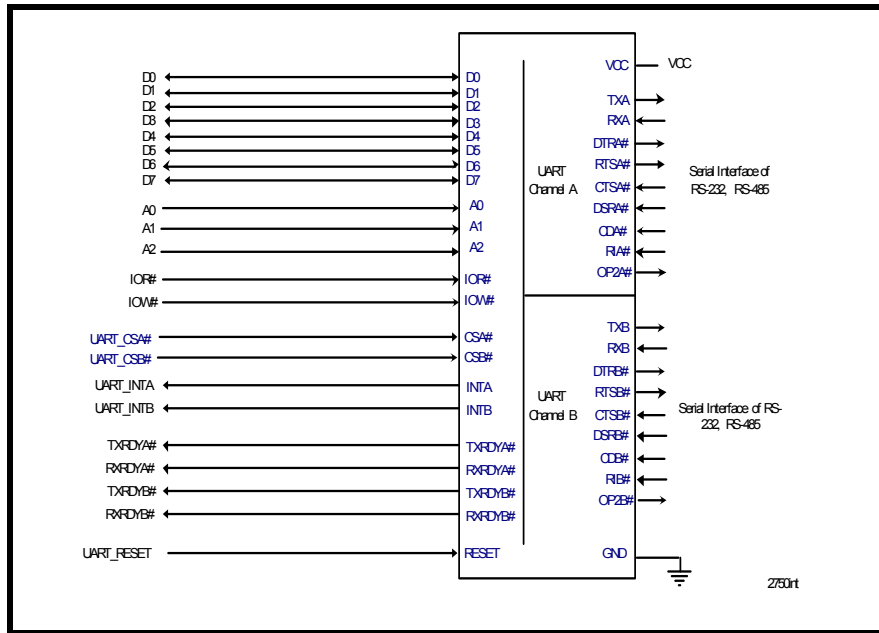 D0
D1
D2
D3
D4
D5
D6
D7
A0
A1
A2
IOR#
IOW#
UART_CSA#
UART_CSB#
UART_INTA
UART_INTB
TXRDYA#
RXRDYA#
TXRDYB#
RXRDYB#
UART_RESET
D0
D1
D2
D3
D4
D5
D6
D7
A0
A1
A2
IOR#
IOW#
CSA#
CSB#
INTA
INTB
TXRDYA#
RXRDYA#
TXRDYB#
RXRDYB#
RESET
UART
Channel A
UART
Channel B
VCC
TXA
RXA
DTRA#
RTSA#
CTSA#
DSRA#
CDA#
RIA#
OP2A#
TXB
RXB
DTRB#
RTSB#
CTSB#
DSRB#
CDB#
RIB#
OP2B#
GND
VCC
Serial Interface of
RS-232, RS-485
Serial Interface of RS-
232, RS-485
2750int